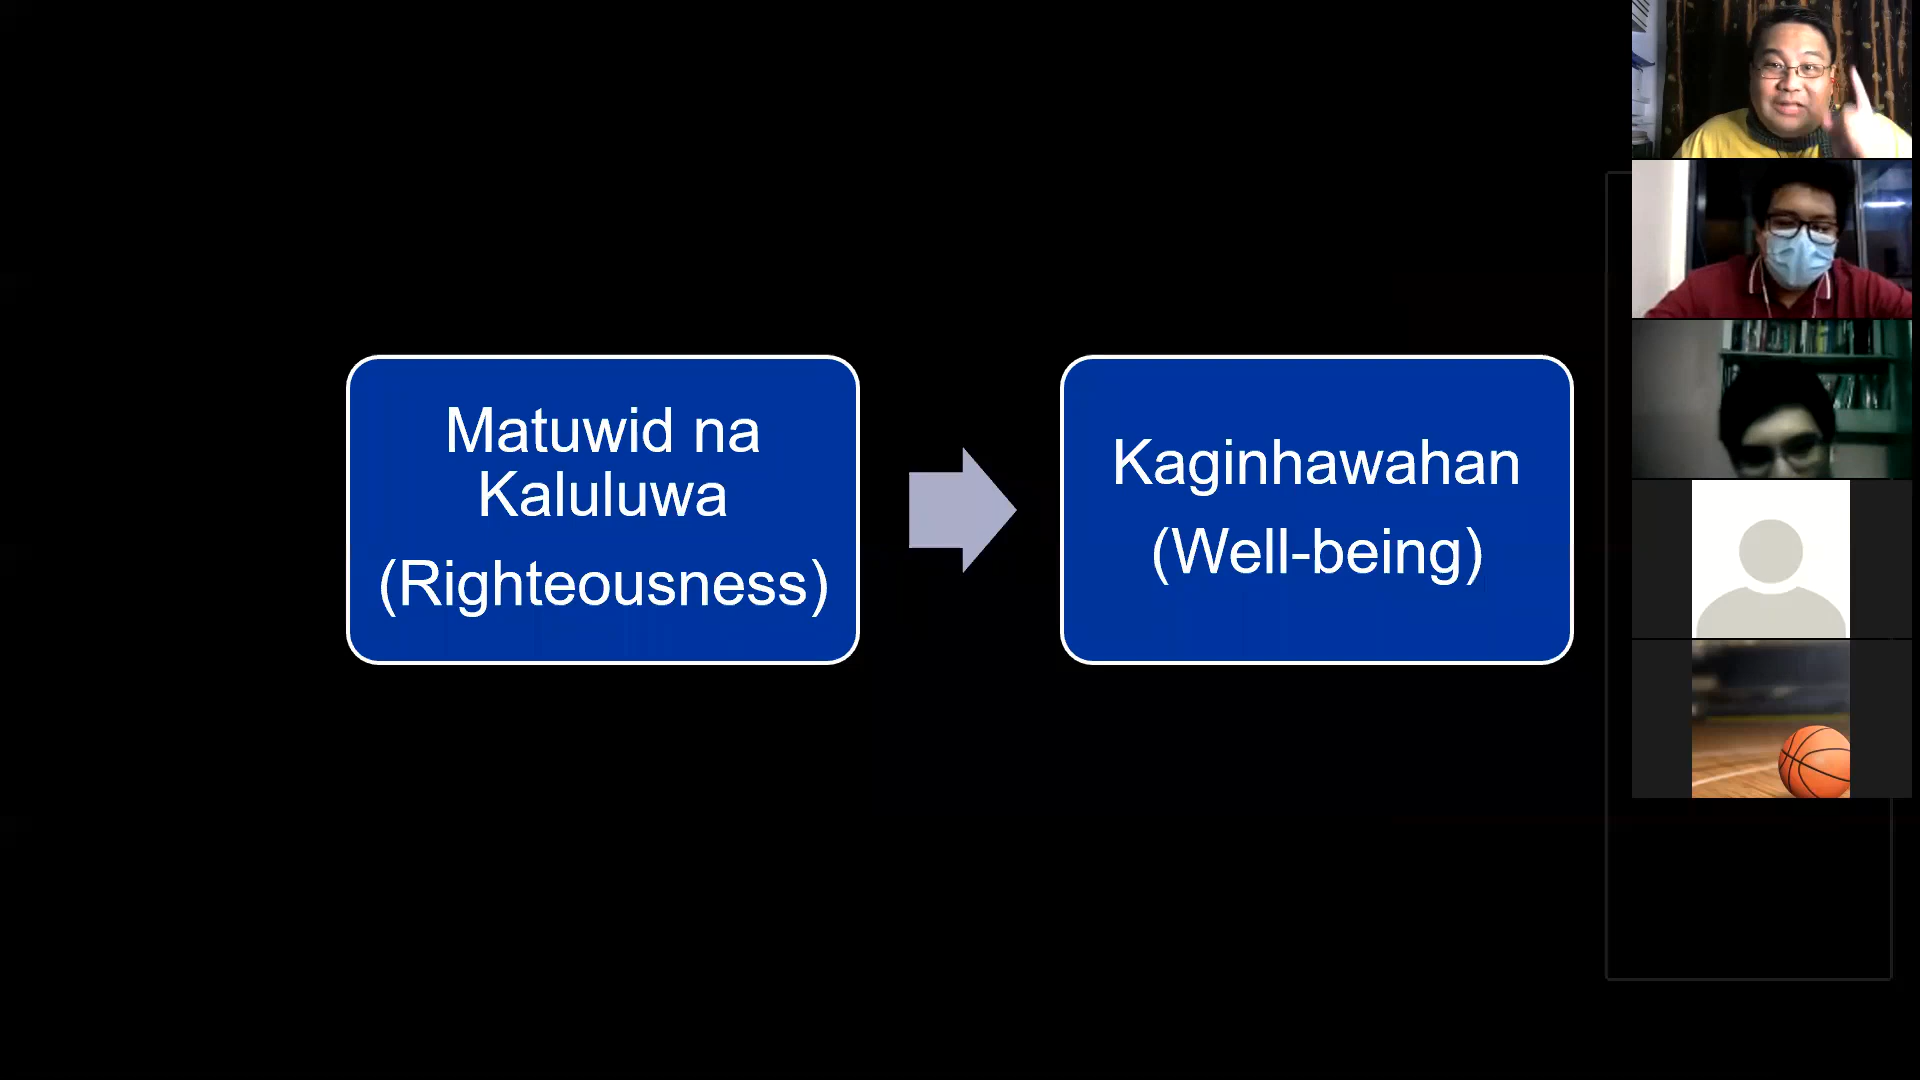 Matuwid na
Kaluluwa
(Righteousness)
Kaginhawahan
(Well-being)